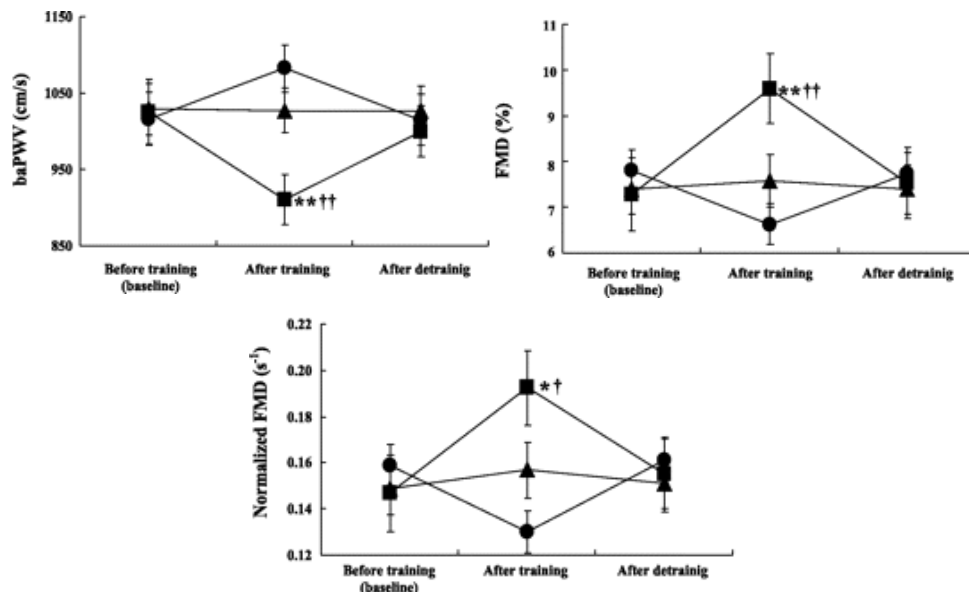 baPWV (cm/s)
1150
1050
950
850
**††
Before training
(baseline)
After training
After detrainig
FMD (%)
11
10
9
8
7
6
**††
Before training
(baseline)
After training
After detrainig
Normalized FMD (s⁻¹)
0.22
0.20
0.18
0.16
0.14
0.12
*†
Before training
(baseline)
After training
After detrainig